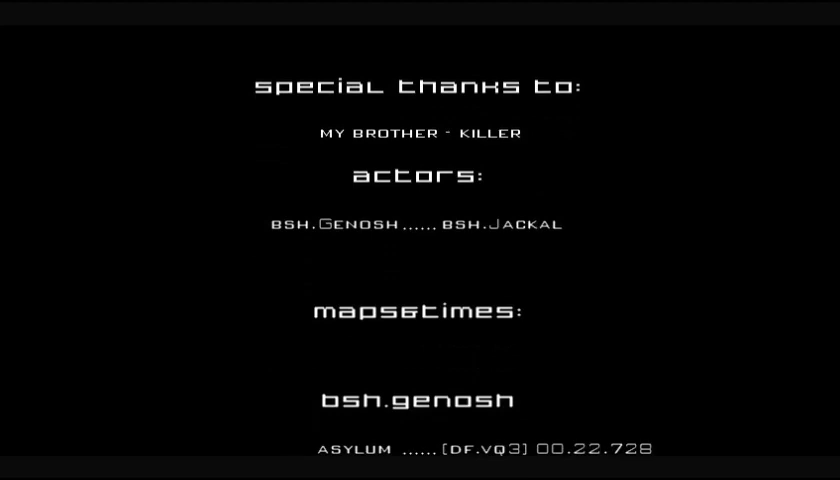 special thanks to:
MY BROTHER - KILLER
actors:
BSH.GENOSH ...... BSH.JACKAL
maps&times:
bsh.genosh
ASYLUM ......[DF.VQ3] 00.22.728